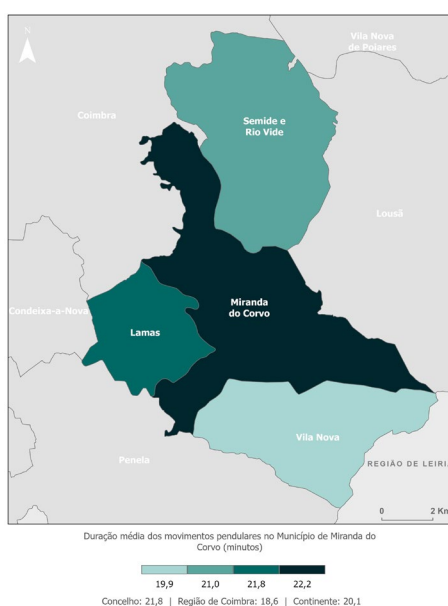 N
Vila Nova
de Poiares
Coimbra
Semide e
Rio Vide
Lousã
Condeixa-a-Nova
Miranda
do Corvo
Lamas
Vila Nova
Penela
REGIÃO DE LEIRIA
0 2 Km
Duração média dos movimentos pendulares no Município de Miranda do
Corvo (minutos)
19,9 21,0 21,8 22,2
Concelho: 21,8 | Região de Coimbra: 18,6 | Continente: 20,1